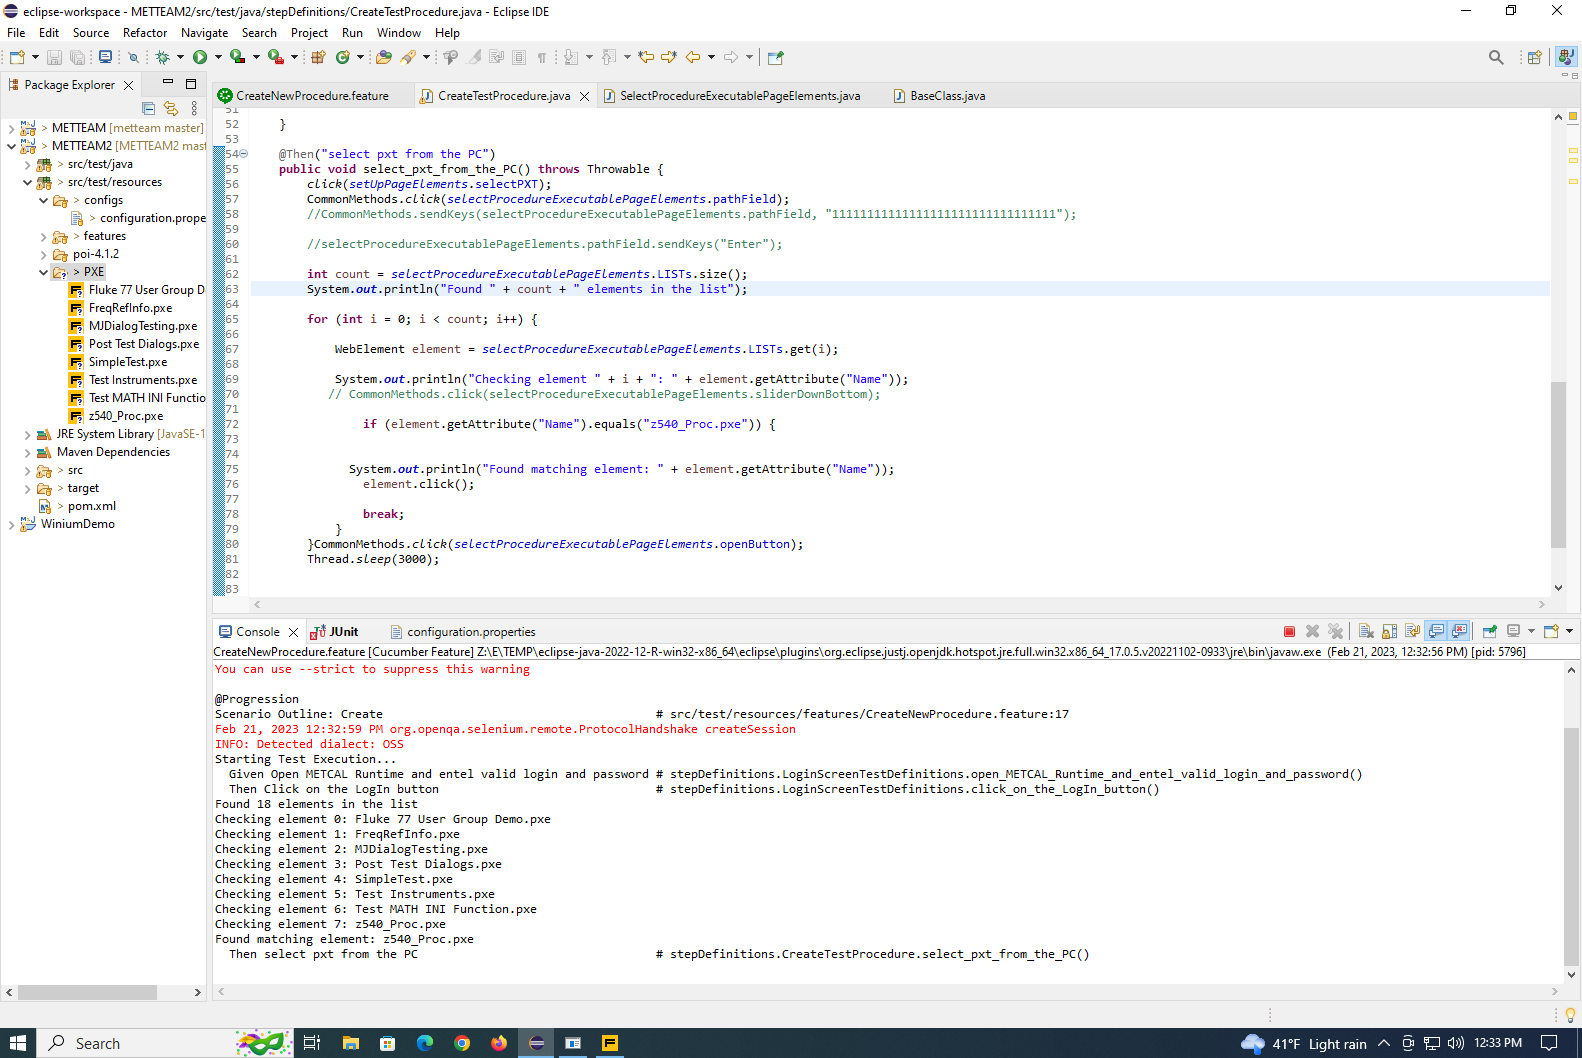 eclipse-workspace - METTEAM2/src/test/java/stepDefinitions/CreateTestProcedure.java - Eclipse IDE
File Edit Source Refactor Navigate Search Project Run Window Help
Package Explorer
> METTEAM [metteam master]
> METTEAM2 [METTEAM2 mast
> src/test/java
> src/test/resources
> configs
> configuration.prope
> features
poi-4.1.2
> PXE
Fluke 77 User Group D
FreqRefInfo.pxe
MJDialogTesting.pxe
Post Test Dialogs.pxe
SimpleTest.pxe
Test Instruments.pxe
Test MATH INI Functio
z540_Proc.pxe
JRE System Library [JavaSE-1
Maven Dependencies
> src
> target
> pom.xml
WiniumDemo
CreateNewProcedure.feature CreateTestProcedure.java SelectProcedureExecutablePageElements.java BaseClass.java
51
52 }
53
54 @Then("select pxt from the PC")
55 public void select_pxt_from_the_PC() throws Throwable {
56 click(setUpPageElements.selectPXT);
57 CommonMethods.click(selectProcedureExecutablePageElements.pathField);
58 //CommonMethods.sendKeys(selectProcedureExecutablePageElements.pathField, "11111111111111111111111111111111");
59
60 //selectProcedureExecutablePageElements.pathField.sendKeys("Enter");
61
62 int count = selectProcedureExecutablePageElements.LISTs.size();
63 System.out.println("Found " + count + " elements in the list");
64
65 for (int i = 0; i < count; i++) {
66
67 WebElement element = selectProcedureExecutablePageElements.LISTs.get(i);
68
69 System.out.println("Checking element " + i + ": " + element.getAttribute("Name"));
70 // CommonMethods.click(selectProcedureExecutablePageElements.sliderDownBottom);
71
72 if (element.getAttribute("Name").equals("z540_Proc.pxe")) {
73
74
75 System.out.println("Found matching element: " + element.getAttribute("Name"));
76 element.click();
77
78 break;
79 }
80 }CommonMethods.click(selectProcedureExecutablePageElements.openButton);
81 Thread.sleep(3000);
82
83
Console JUnit configuration.properties
CreateNewProcedure.feature [Cucumber Feature] Z:\E\TEMP\eclipse-java-2022-12-R-win32-x86_64\eclipse\plugins\org.eclipse.justj.openjdk.hotspot.jre.full.win32.x86_64_17.0.5.v20221102-0933\jre\bin\javaw.exe (Feb 21, 2023, 12:32:56 PM) [pid: 5796]
You can use --strict to suppress this warning
@Progression
Scenario Outline: Create # src/test/resources/features/CreateNewProcedure.feature:17
Feb 21, 2023 12:32:59 PM org.openqa.selenium.remote.ProtocolHandshake createSession
INFO: Detected dialect: OSS
Starting Test Execution...
Given Open METCAL Runtime and entel valid login and password # stepDefinitions.LoginScreenTestDefinitions.open_METCAL_Runtime_and_entel_valid_login_and_password()
Then Click on the LogIn button # stepDefinitions.LoginScreenTestDefinitions.click_on_the_LogIn_button()
Found 18 elements in the list
Checking element 0: Fluke 77 User Group Demo.pxe
Checking element 1: FreqRefInfo.pxe
Checking element 2: MJDialogTesting.pxe
Checking element 3: Post Test Dialogs.pxe
Checking element 4: SimpleTest.pxe
Checking element 5: Test Instruments.pxe
Checking element 6: Test MATH INI Function.pxe
Checking element 7: z540_Proc.pxe
Found matching element: z540_Proc.pxe
Then select pxt from the PC # stepDefinitions.CreateTestProcedure.select_pxt_from_the_PC()
Search
41°F Light rain
12:33 PM